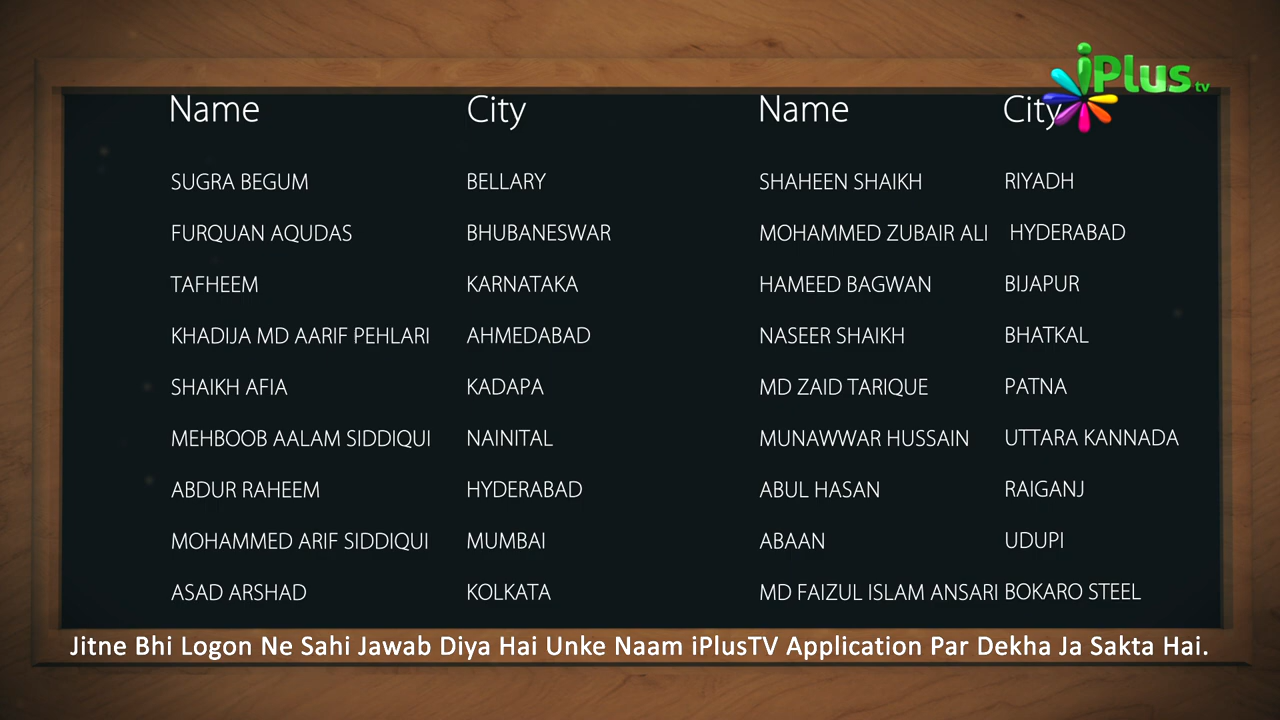 iPlus tv
Name City Name City
SUGRA BEGUM BELLARY SHAHEEN SHAIKH RIYADH
FURQUAN AQUDAS BHUBANESWAR MOHAMMED ZUBAIR ALI HYDERABAD
TAFHEEM KARNATAKA HAMEED BAGWAN BIJAPUR
KHADIJA MD AARIF PEHLARI AHMEDABAD NASEER SHAIKH BHATKAL
SHAIKH AFIA KADAPA MD ZAID TARIQUE PATNA
MEHBOOB AALAM SIDDIQUI NAINITAL MUNAWWAR HUSSAIN UTTARA KANNADA
ABDUR RAHEEM HYDERABAD ABUL HASAN RAIGANJ
MOHAMMED ARIF SIDDIQUI MUMBAI ABAAN UDUPI
ASAD ARSHAD KOLKATA MD FAIZUL ISLAM ANSARI BOKARO STEEL
Jitne Bhi Logon Ne Sahi Jawab Diya Hai Unke Naam iPlusTV Application Par Dekha Ja Sakta Hai.